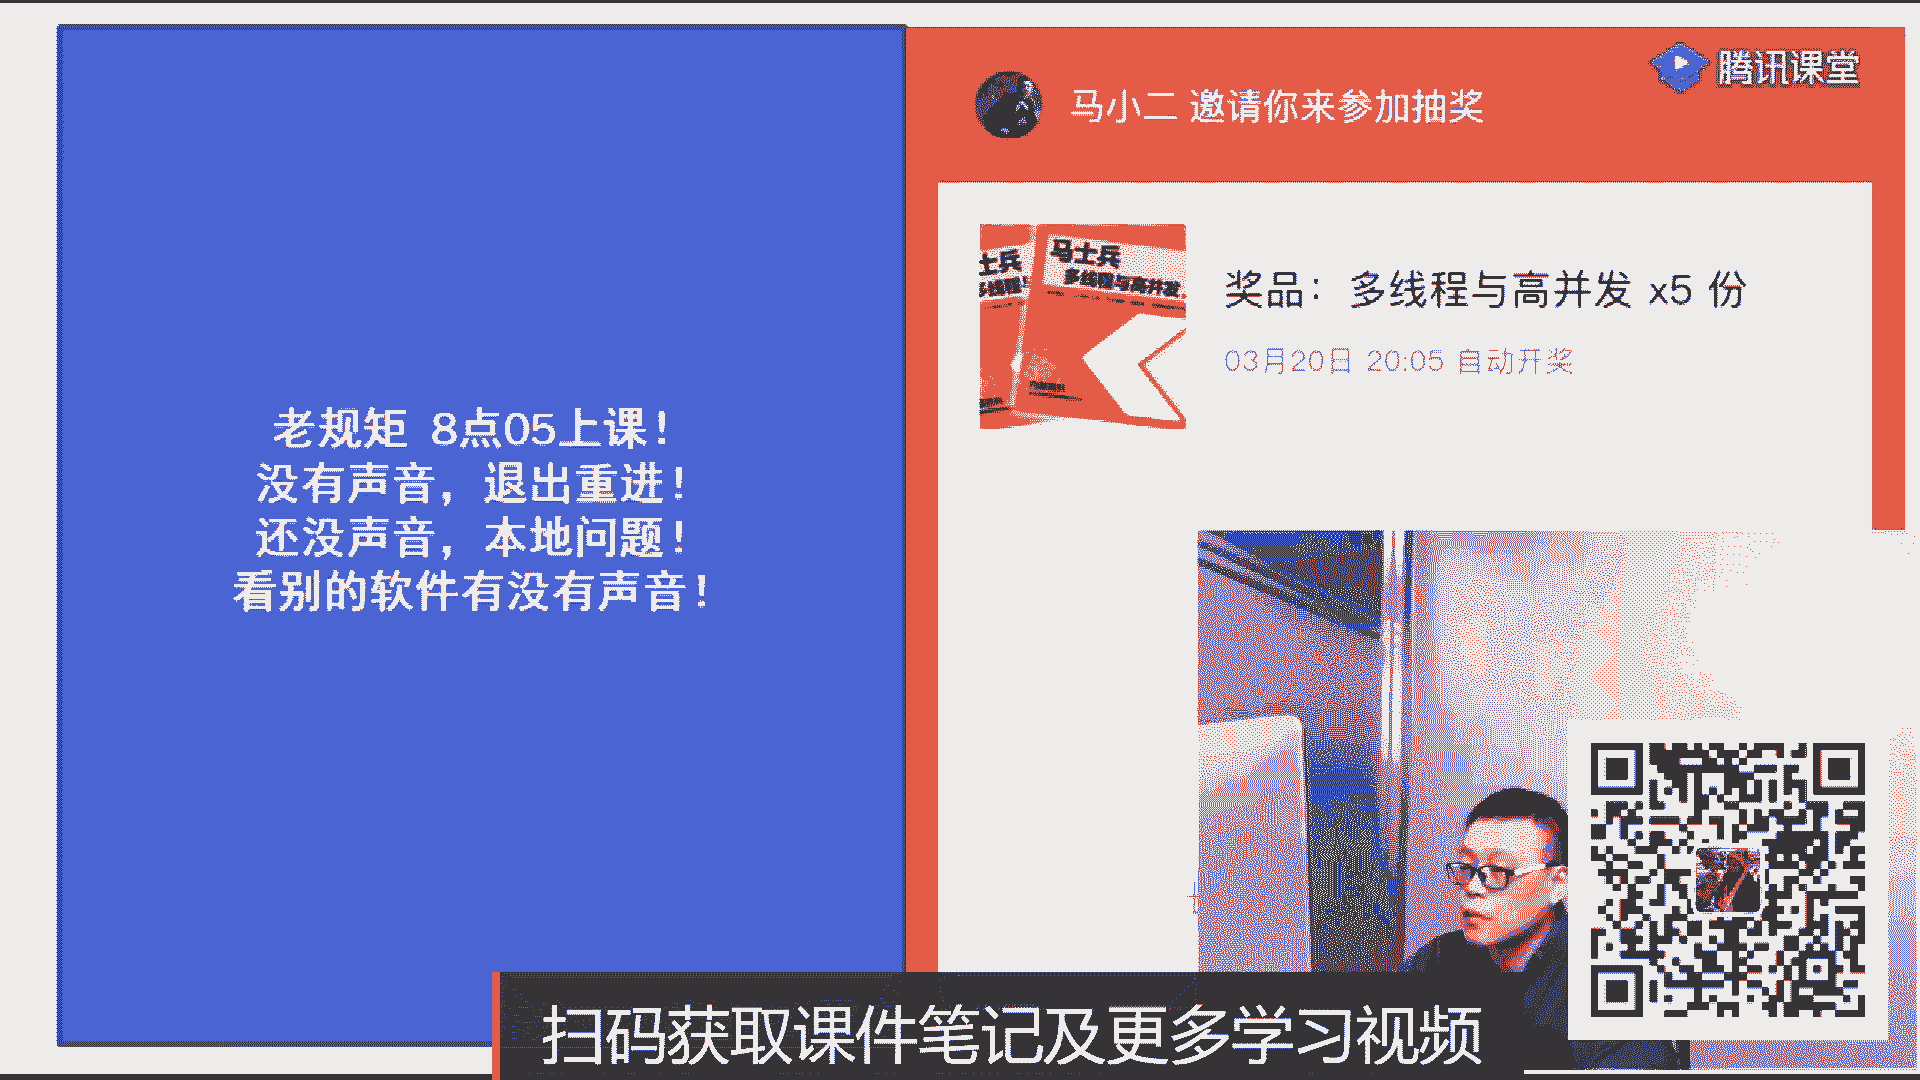 老规矩 8点05上课！
没有声音，退出重进！
还没声音，本地问题！
看别的软件有没有声音！
腾讯课堂
马小二 邀请你来参加抽奖
士兵
多线程
马士兵
多线程与高并发
奖品：多线程与高并发 x5 份
03月20日 20:05 自动开奖
扫码获取课件笔记及更多学习视频